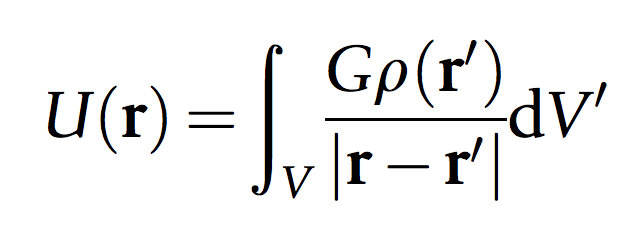 U(𝐫) = ∫_V Gρ(𝐫′)/|𝐫 − 𝐫′| dV′